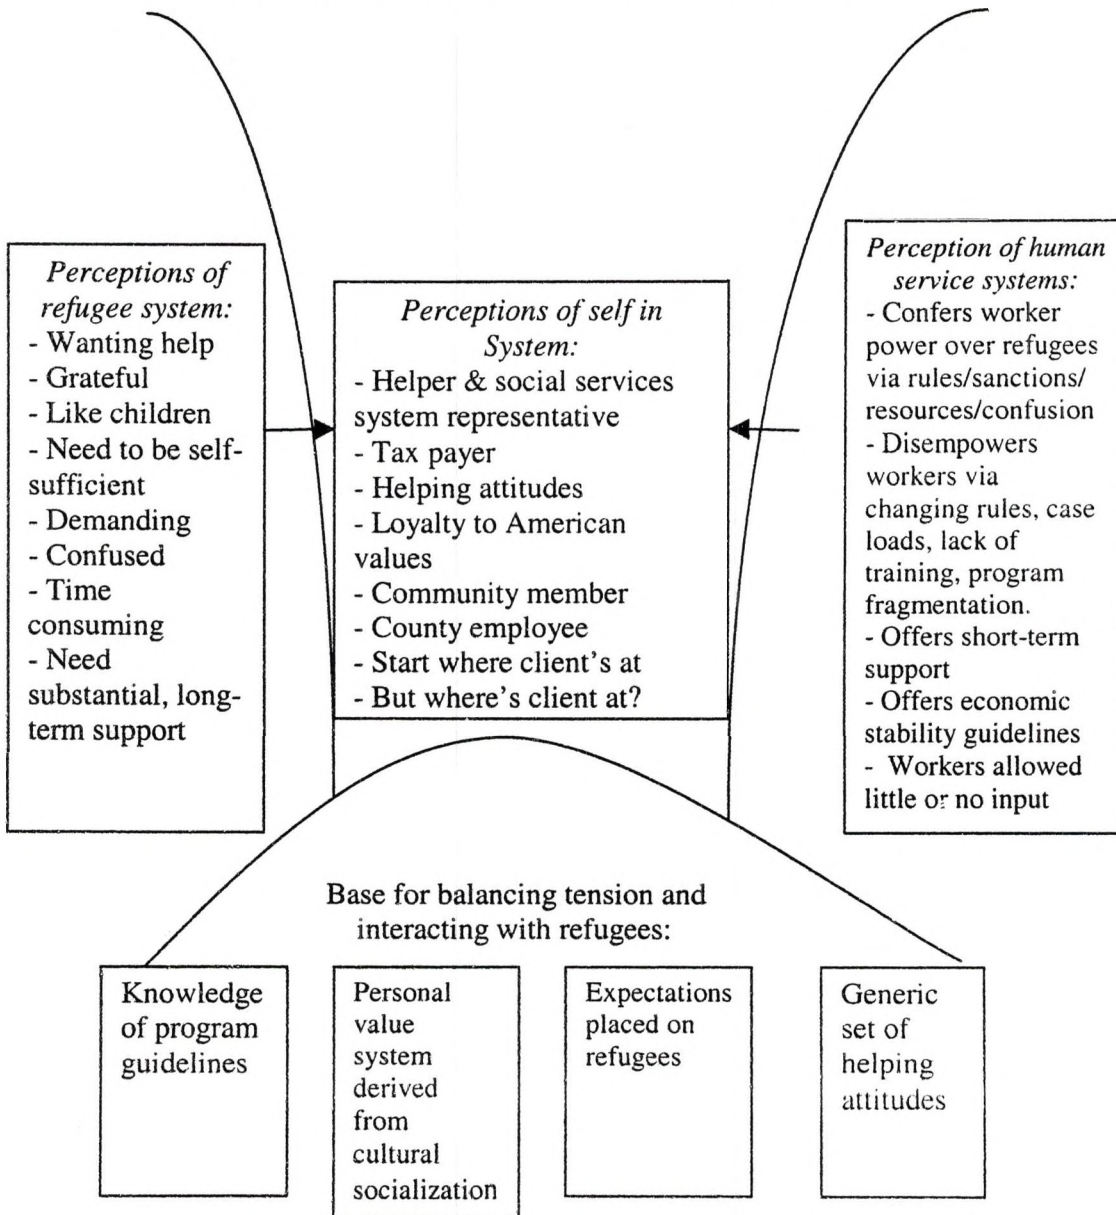 Perceptions of
refugee system:
- Wanting help
- Grateful
- Like children
- Need to be self-
sufficient
- Demanding
- Confused
- Time
consuming
- Need
substantial, long-
term support
Perceptions of self in
System:
- Helper & social services
system representative
- Tax payer
- Helping attitudes
- Loyalty to American
values
- Community member
- County employee
- Start where client's at
- But where's client at?
Perception of human
service systems:
- Confers worker
power over refugees
via rules/sanctions/
resources/confusion
- Disempowers
workers via
changing rules, case
loads, lack of
training, program
fragmentation.
- Offers short-term
support
- Offers economic
stability guidelines
- Workers allowed
little or no input
Base for balancing tension and
interacting with refugees:
Knowledge
of program
guidelines
Personal
value
system
derived
from
cultural
socialization
Expectations
placed on
refugees
Generic
set of
helping
attitudes